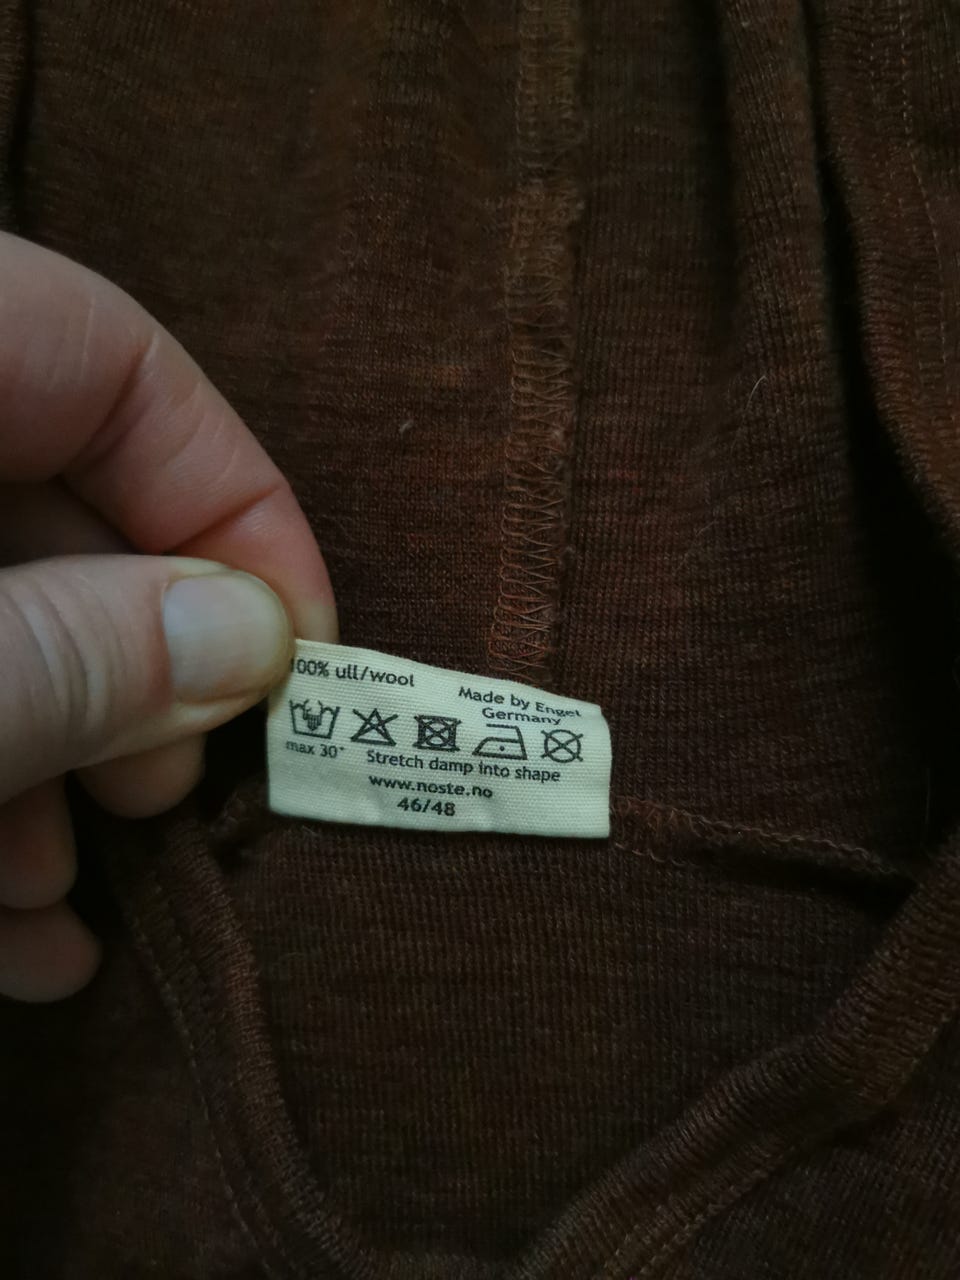 100% ull/wool
Made by Engel
Germany
max 30°
Stretch damp into shape
www.noste.no
46/48